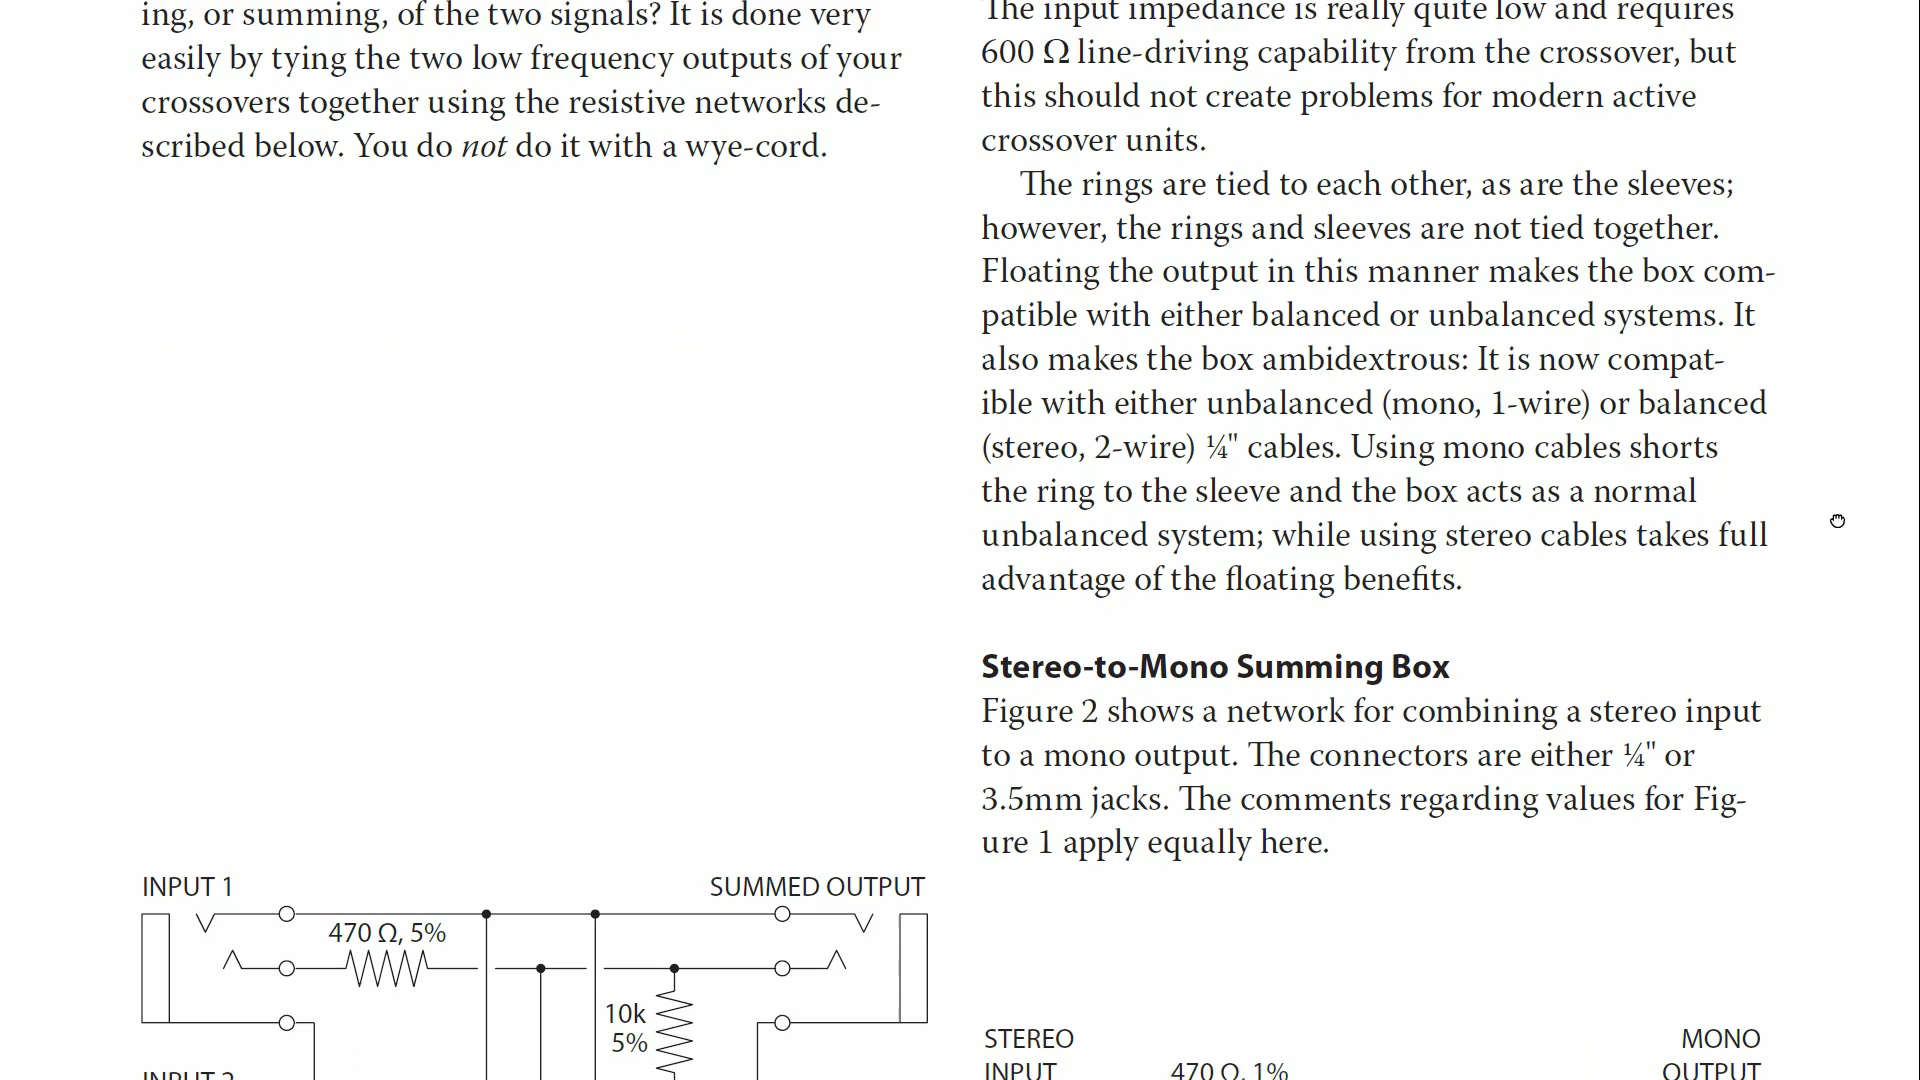 ing, or summing, of the two signals? It is done very
easily by tying the two low frequency outputs of your
crossovers together using the resistive networks de-
scribed below. You do not do it with a wye-cord.
INPUT 1
SUMMED OUTPUT
470 Ω, 5%
10k
5%
INPUT 2
The input impedance is really quite low and requires
600 Ω line-driving capability from the crossover, but
this should not create problems for modern active
crossover units.
The rings are tied to each other, as are the sleeves;
however, the rings and sleeves are not tied together.
Floating the output in this manner makes the box com-
patible with either balanced or unbalanced systems. It
also makes the box ambidextrous: It is now compat-
ible with either unbalanced (mono, 1-wire) or balanced
(stereo, 2-wire) ¼" cables. Using mono cables shorts
the ring to the sleeve and the box acts as a normal
unbalanced system; while using stereo cables takes full
advantage of the floating benefits.
Stereo-to-Mono Summing Box
Figure 2 shows a network for combining a stereo input
to a mono output. The connectors are either ¼" or
3.5mm jacks. The comments regarding values for Fig-
ure 1 apply equally here.
STEREO
INPUT
470 Ω, 1%
MONO
OUTPUT